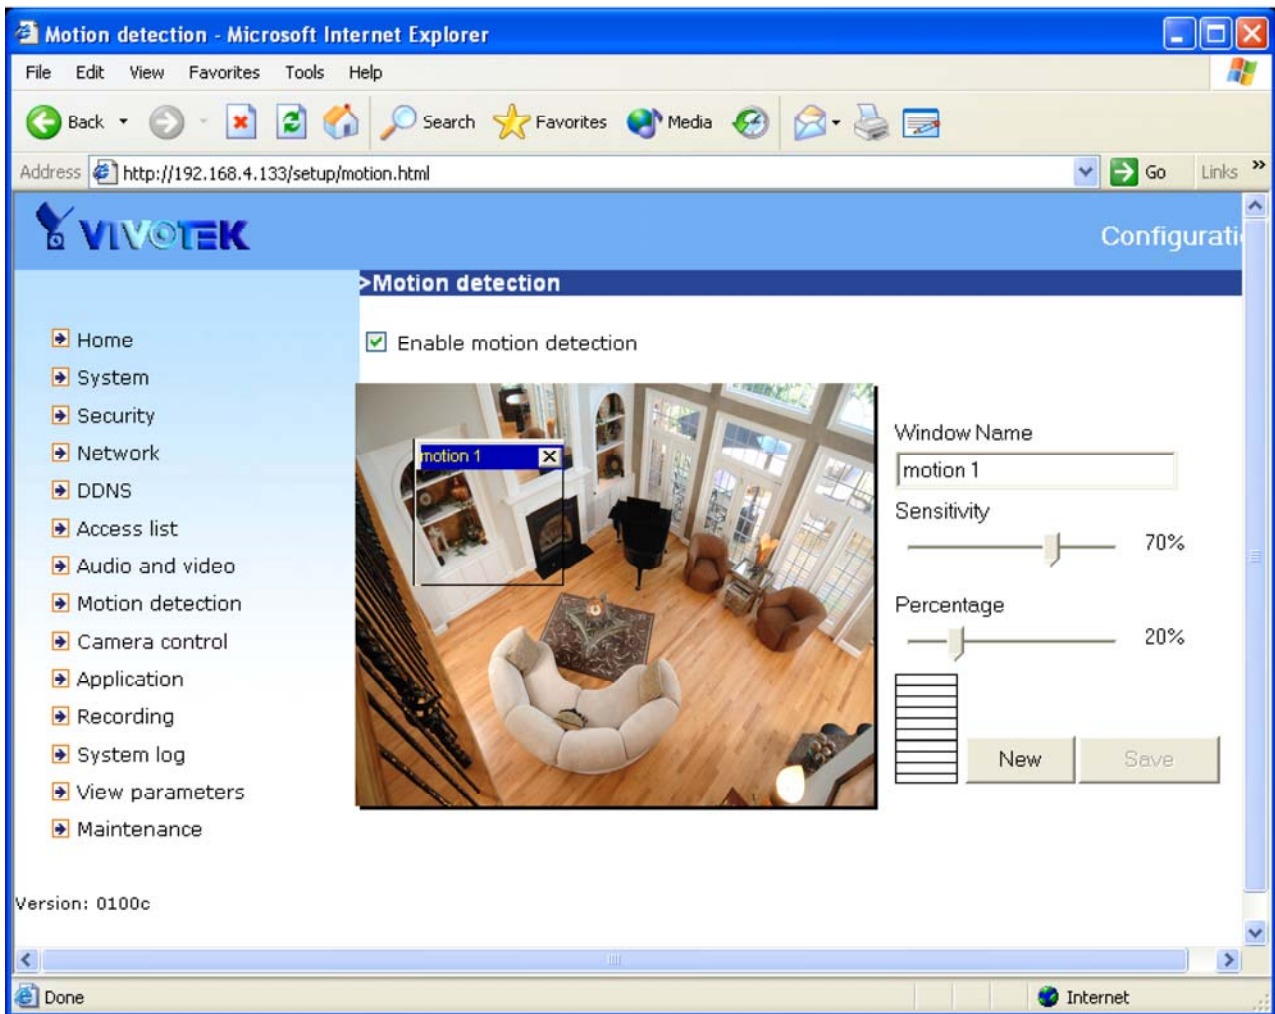 Motion detection - Microsoft Internet Explorer
File Edit View Favorites Tools Help
Back Search Favorites Media
Address http://192.168.4.133/setup/motion.html Go Links »
VIVOTEK
Configurati
>Motion detection
Home
System
Security
Network
DDNS
Access list
Audio and video
Motion detection
Camera control
Application
Recording
System log
View parameters
Maintenance
Version: 0100c
Enable motion detection
motion 1
Window Name
motion 1
Sensitivity
70%
Percentage
20%
New Save
Done Internet